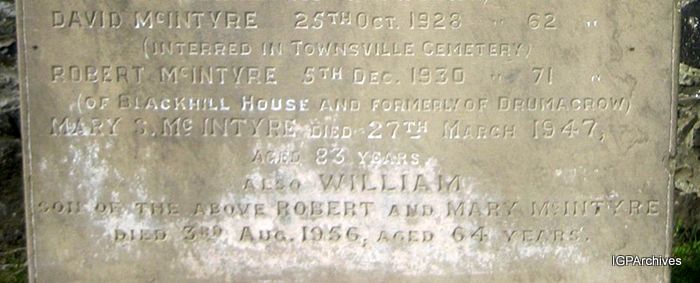 DAVID McINTYRE 25TH OCT. 1928 " 62 "
(INTERRED IN TOWNSVILLE CEMETERY)
ROBERT McINTYRE 5TH DEC. 1930 " 71 "
(OF BLACKHILL HOUSE AND FORMERLY OF DRUMACROW)
MARY S. McINTYRE DIED 27TH MARCH 1947,
AGED 83 YEARS
ALSO WILLIAM
SON OF THE ABOVE ROBERT AND MARY McINTYRE
DIED 3RD AUG. 1956, AGED 64 YEARS.
IGPArchives